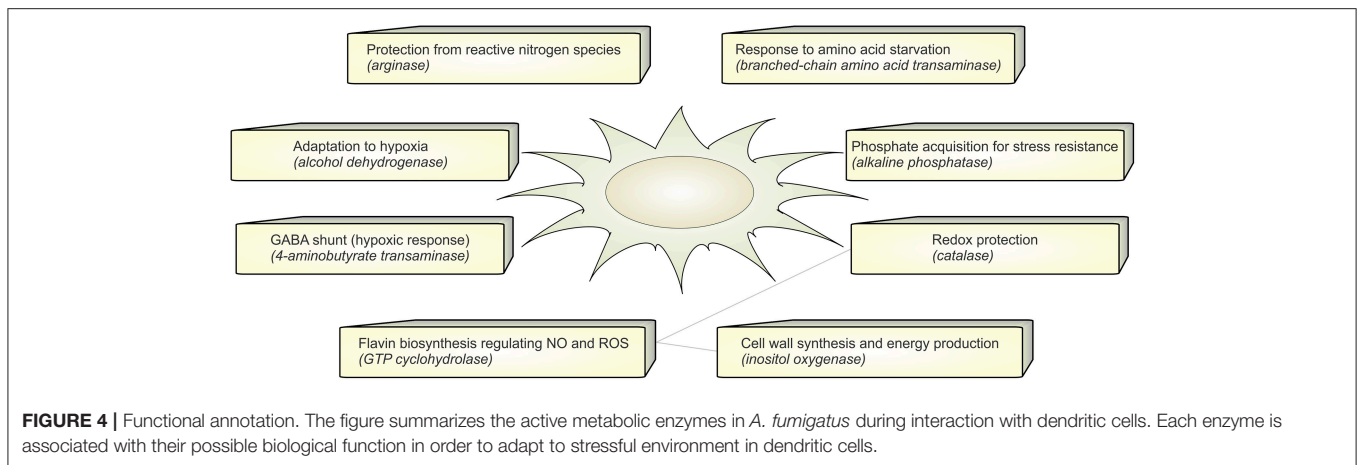 Protection from reactive nitrogen species
(arginase)
Response to amino acid starvation
(branched-chain amino acid transaminase)
Adaptation to hypoxia
(alcohol dehydrogenase)
Phosphate acquisition for stress resistance
(alkaline phosphatase)
GABA shunt (hypoxic response)
(4-aminobutyrate transaminase)
Redox protection
(catalase)
Flavin biosynthesis regulating NO and ROS
(GTP cyclohydrolase)
Cell wall synthesis and energy production
(inositol oxygenase)
FIGURE 4 | Functional annotation. The figure summarizes the active metabolic enzymes in A. fumigatus during interaction with dendritic cells. Each enzyme is
associated with their possible biological function in order to adapt to stressful environment in dendritic cells.